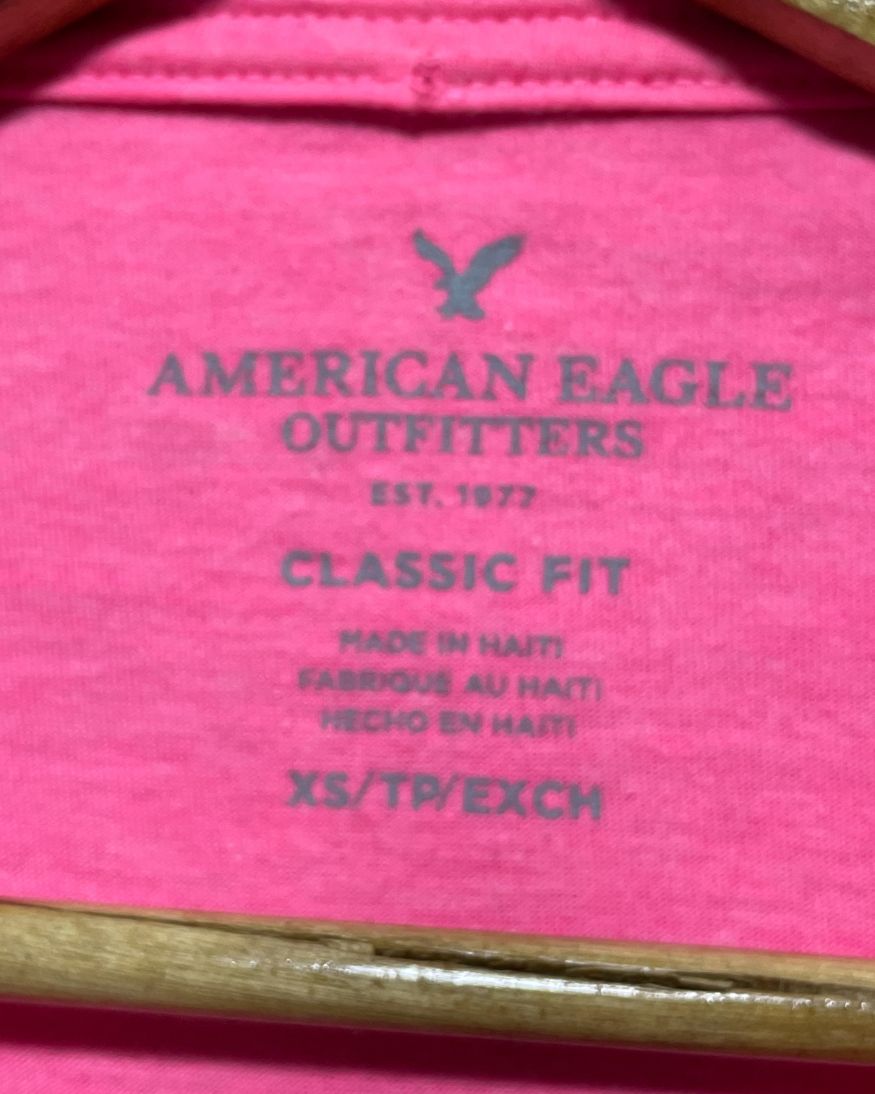 AMERICAN EAGLE
OUTFITTERS
EST. 1977
CLASSIC FIT
MADE IN HAITI
FABRIQUE AU HAITI
HECHO EN HAITI
XS/TP/EXCH